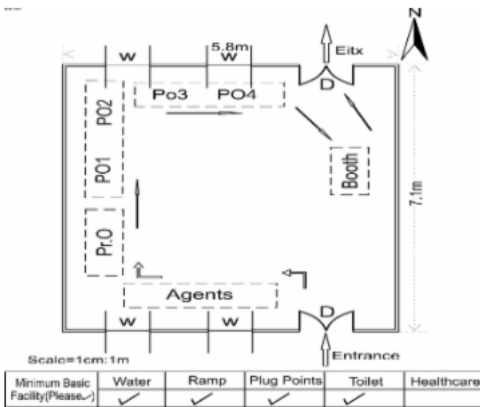 N
5.8m
Eitx
W
W
D
Po3
PO4
PO2
PO1
Booth
7.1m
Pr.O
Agents
W
W
D
Entrance
Scale=1cm:1m
Minimum Basic Facility(Please✓)
Water
Ramp
Plug Points
Toilet
Healthcare
✓
✓
✓
✓